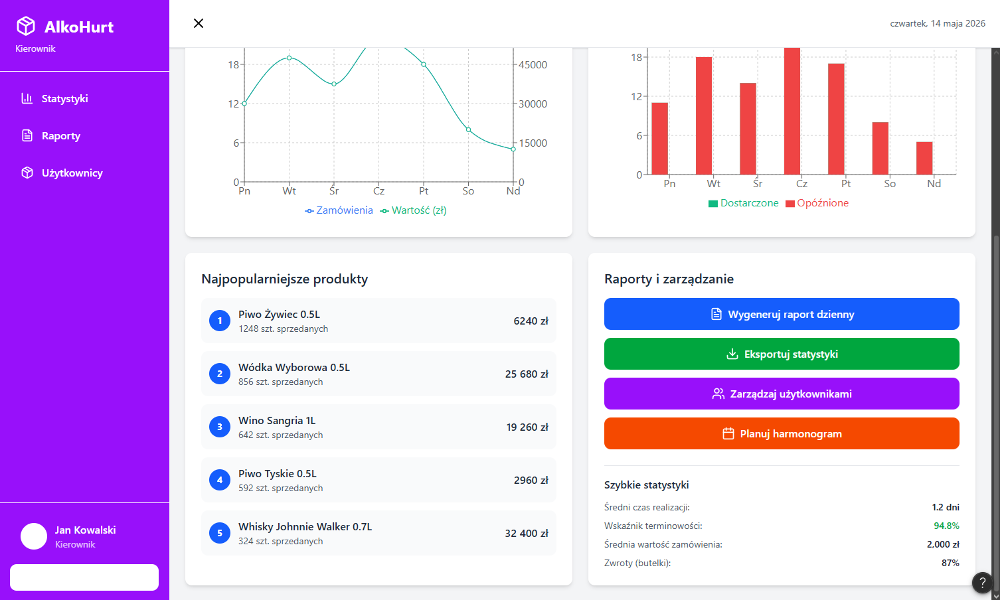 AlkoHurt
Kierownik
Statystyki
Raporty
Użytkownicy
Jan Kowalski
Kierownik
czwartek, 14 maja 2026
18
12
6
0
45000
30000
15000
0
Pn Wt Śr Cz Pt So Nd
Zamówienia Wartość (zł)
18
12
6
0
Pn Wt Śr Cz Pt So Nd
Dostarczone Opóźnione
Najpopularniejsze produkty
1 Piwo Żywiec 0.5L 6240 zł
1248 szt. sprzedanych
2 Wódka Wyborowa 0.5L 25 680 zł
856 szt. sprzedanych
3 Wino Sangria 1L 19 260 zł
642 szt. sprzedanych
4 Piwo Tyskie 0.5L 2960 zł
592 szt. sprzedanych
5 Whisky Johnnie Walker 0.7L 32 400 zł
324 szt. sprzedanych
Raporty i zarządzanie
Wygeneruj raport dzienny
Eksportuj statystyki
Zarządzaj użytkownikami
Planuj harmonogram
Szybkie statystyki
Średni czas realizacji: 1.2 dni
Wskaźnik terminowości: 94.8%
Średnia wartość zamówienia: 2,000 zł
Zwroty (butelki): 87%
?